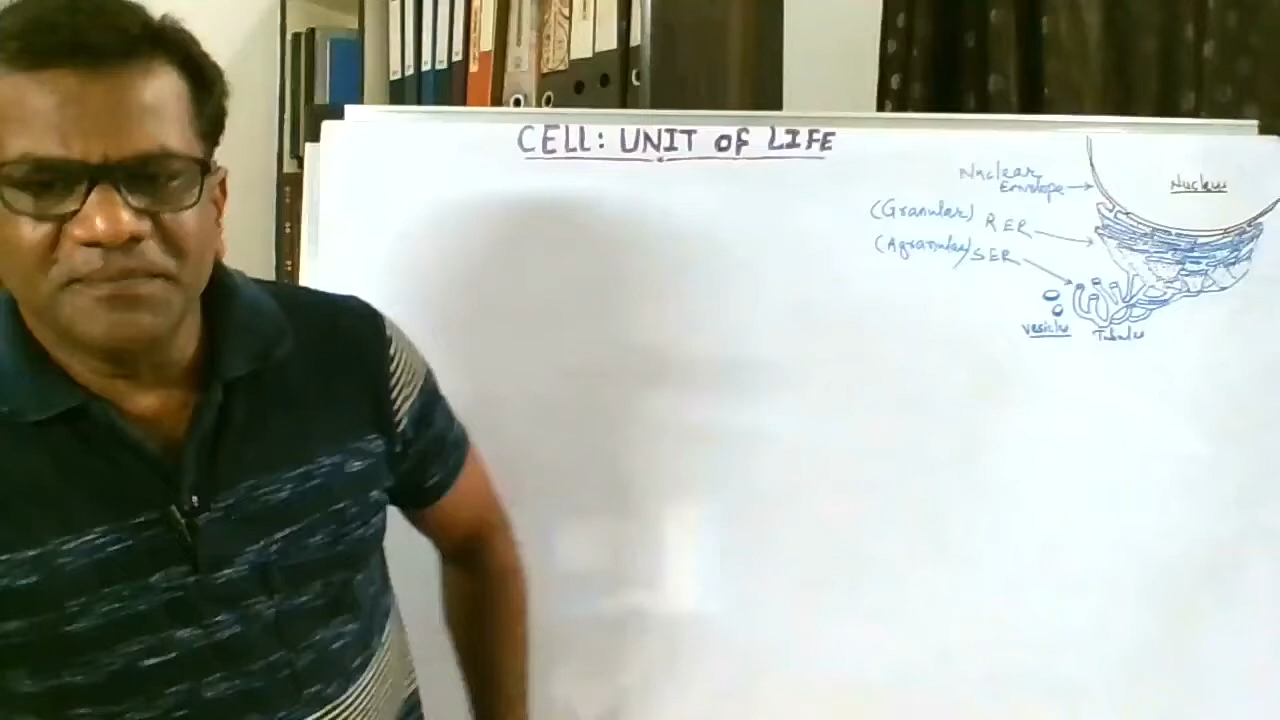 CELL: UNIT OF LIFE
Nuclear
Envelope
Nucleus
(Granular) RER
(Agranular) SER
Vesicles
Tubules